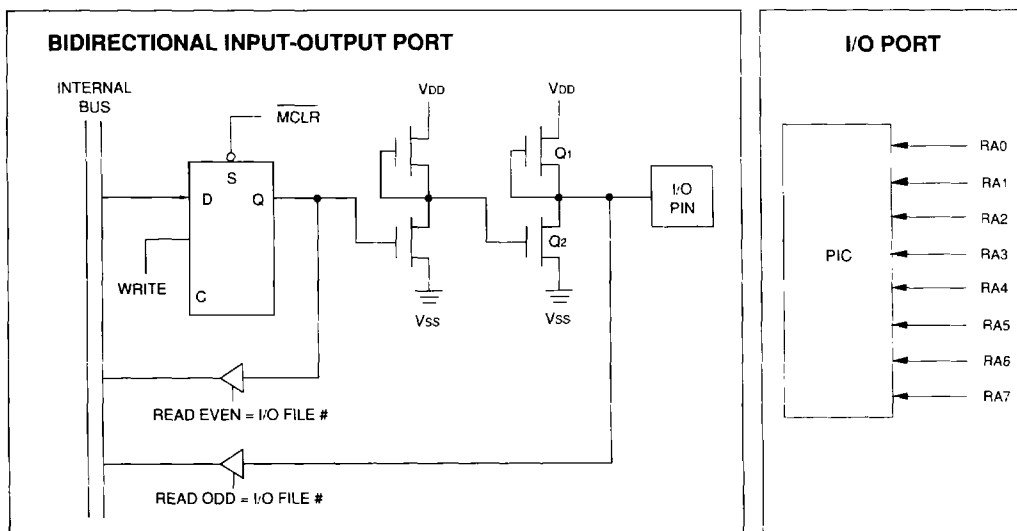 BIDIRECTIONAL INPUT-OUTPUT PORT
INTERNAL
BUS
MCLR
VDD
VDD
S
D
Q
Q1
Q2
I/O
PIN
WRITE
C
VSS
VSS
READ EVEN = I/O FILE #
READ ODD = I/O FILE #
I/O PORT
PIC
RA0
RA1
RA2
RA3
RA4
RA5
RA6
RA7